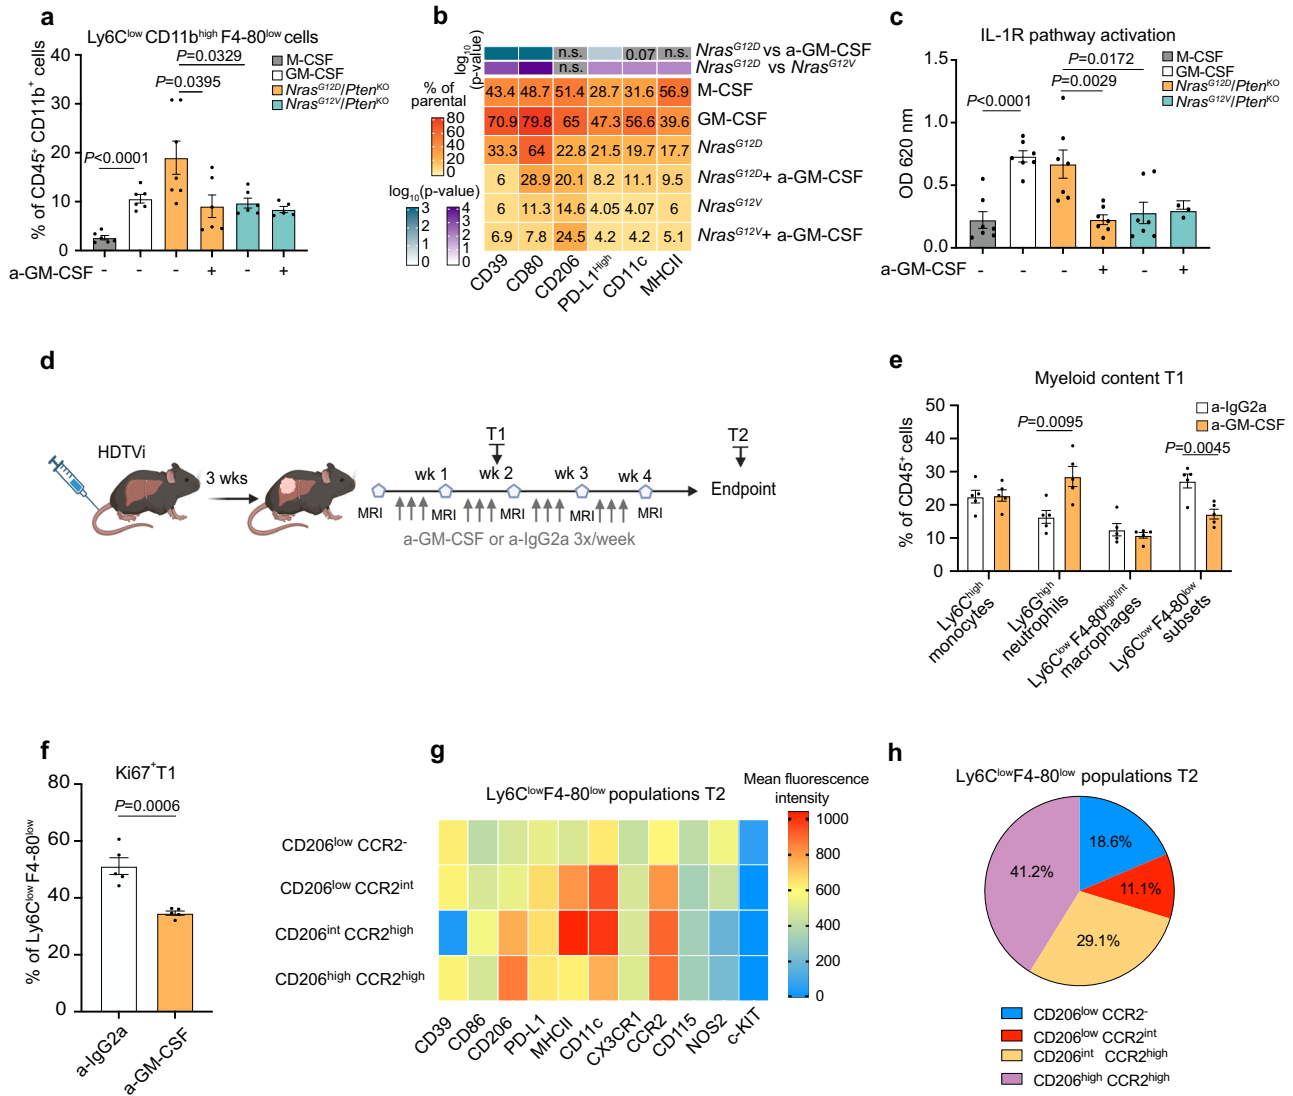 a
Ly6C^low CD11b^high F4-80^low cells
% of CD45⁺ CD11b⁺ cells
40
30
20
10
0
P<0.0001
P=0.0395
P=0.0329
M-CSF
GM-CSF
Nras^G12D/Pten^KO
Nras^G12V/Pten^KO
a-GM-CSF - - - + - +
b
log₁₀ (p-value)
n.s. 0.07 n.s. Nras^G12D vs a-GM-CSF
n.s. Nras^G12D vs Nras^G12V
43.4 48.7 51.4 28.7 31.6 56.9 M-CSF
70.9 79.8 65 47.3 56.6 39.6 GM-CSF
33.3 64 22.8 21.5 19.7 17.7 Nras^G12D
6 28.9 20.1 8.2 11.1 9.5 Nras^G12D+ a-GM-CSF
6 11.3 14.6 4.05 4.07 6 Nras^G12V
6.9 7.8 24.5 4.2 4.2 5.1 Nras^G12V+ a-GM-CSF
CD39 CD80 CD206 PD-L1^High CD11c MHCII
% of parental
80
60
40
20
0
log₁₀(p-value)
3
2
1
0
4
3
2
1
0
c
IL-1R pathway activation
OD 620 nm
1.5
1.0
0.5
0.0
P<0.0001
P=0.0029
P=0.0172
M-CSF
GM-CSF
Nras^G12D/Pten^KO
Nras^G12V/Pten^KO
a-GM-CSF - - - + - +
d
HDTVi
3 wks
T1
T2
wk 1 wk 2 wk 3 wk 4
MRI MRI MRI MRI MRI
Endpoint
a-GM-CSF or a-IgG2a 3x/week
e
Myeloid content T1
% of CD45⁺ cells
50
40
30
20
10
0
P=0.0095
P=0.0045
a-IgG2a
a-GM-CSF
Ly6C^high monocytes
Ly6G^high neutrophils
Ly6C^low F4-80^high/int macrophages
Ly6C^low F4-80^low subsets
f
Ki67⁺T1
% of Ly6C^low F4-80^low
80
60
40
20
0
P=0.0006
a-IgG2a
a-GM-CSF
g
Ly6C^lowF4-80^low populations T2
CD206^low CCR2-
CD206^low CCR2^int
CD206^int CCR2^high
CD206^high CCR2^high
CD39 CD86 CD206 PD-L1 MHCII CD11c CX3CR1 CCR2 CD115 NOS2 c-KIT
Mean fluorescence
intensity
1000
800
600
400
200
0
h
Ly6C^lowF4-80^low populations T2
18.6%
11.1%
29.1%
41.2%
CD206^low CCR2-
CD206^low CCR2^int
CD206^int CCR2^high
CD206^high CCR2^high